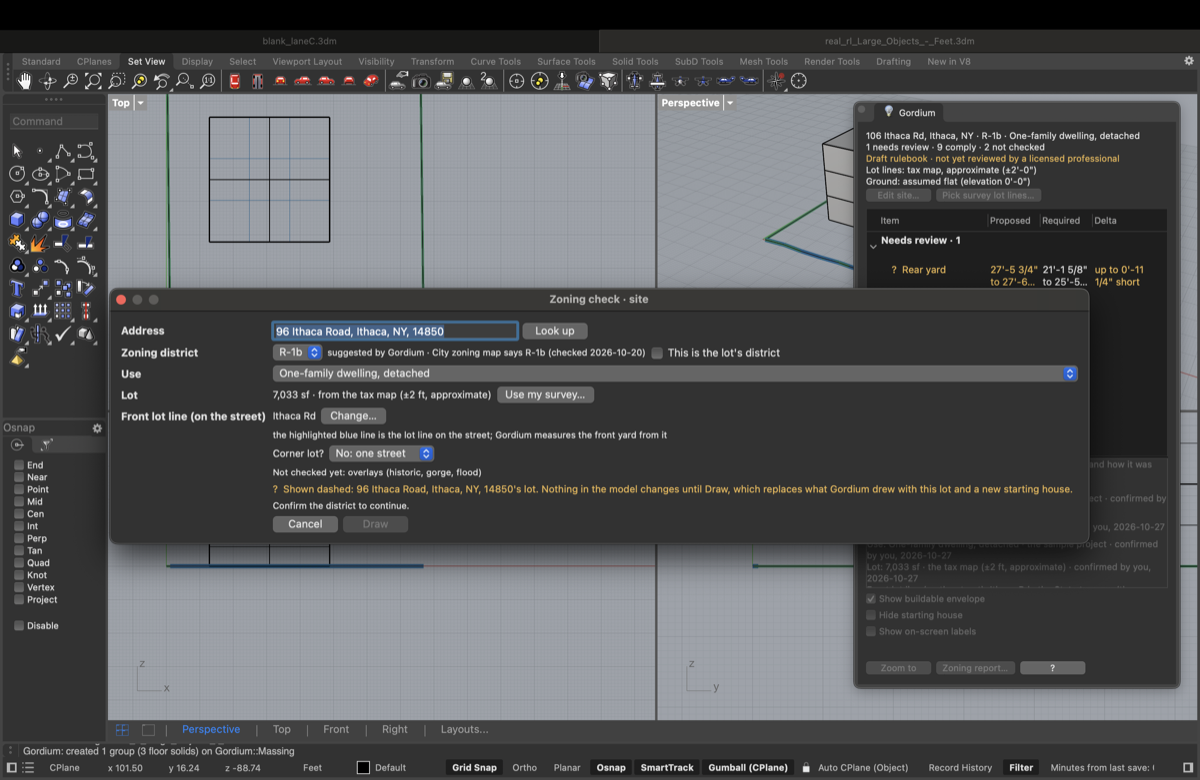 blank_laneC.3dm
real_rl_Large_Objects_-_Feet.3dm
Standard CPlanes Set View Display Select Viewport Layout Visibility Transform Curve Tools Surface Tools Solid Tools SubD Tools Mesh Tools Render Tools Drafting New in V8
Command
Top
Perspective
Gordium
106 Ithaca Rd, Ithaca, NY · R-1b · One-family dwelling, detached
1 needs review · 9 comply · 2 not checked
Draft rulebook · not yet reviewed by a licensed professional
Lot lines: tax map, approximate (±2'-0")
Ground: assumed flat (elevation 0'-0")
Edit site... Pick survey lot lines...
Item Proposed Required Delta
Needs review · 1
? Rear yard 27'-5 3/4" 21'-1 5/8" up to 0'-11
to 27'-6... to 25'-5... 1/4" short
Zoning check · site
Address 96 Ithaca Road, Ithaca, NY, 14850 Look up
Zoning district R-1b suggested by Gordium · City zoning map says R-1b (checked 2026-10-20) This is the lot's district
Use One-family dwelling, detached
Lot 7,033 sf · from the tax map (±2 ft, approximate) Use my survey...
Front lot line (on the street) Ithaca Rd Change...
the highlighted blue line is the lot line on the street; Gordium measures the front yard from it
Corner lot? No: one street
Not checked yet: overlays (historic, gorge, flood)
? Shown dashed: 96 Ithaca Road, Ithaca, NY, 14850's lot. Nothing in the model changes until Draw, which replaces what Gordium drew with this lot and a new starting house.
Confirm the district to continue.
Cancel Draw
and how it was
ect · confirmed by
you, 2026-10-27
project · confirmed
by you, 2026-10-27
Lot: 7,033 sf · the tax map (±2 ft, approximate) · confirmed by you,
2026-10-27
Show buildable envelope
Hide starting house
Show on-screen labels
Zoom to Zoning report... ?
Osnap
End
Near
Point
Mid
Cen
Int
Perp
Tan
Quad
Knot
Vertex
Project
Disable
z
x
z
y
Perspective Top Front Right Layouts...
Gordium: created 1 group (3 floor solids) on Gordium::Massing
CPlane x 101.50 y 16.24 z -88.74 Feet Default Grid Snap Ortho Planar Osnap SmartTrack Gumball (CPlane) Auto CPlane (Object) Record History Filter Minutes from last save: